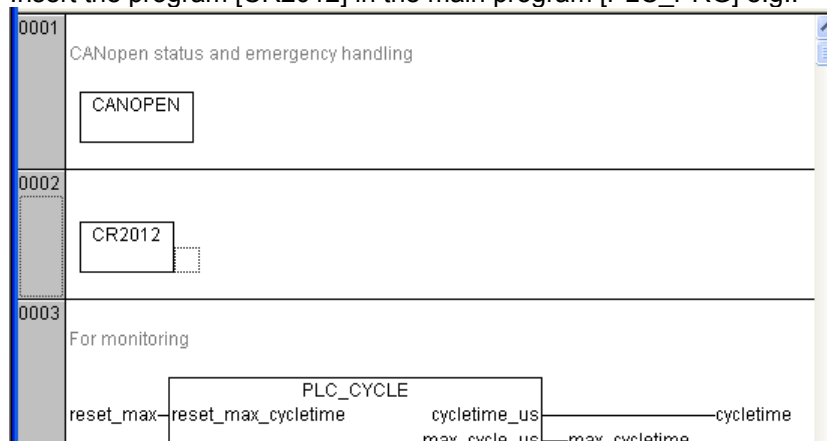 Insert the program [CR2012] in the main program [PLC_PRG] e.g.:
0001
CANopen status and emergency handling
CANOPEN
0002
CR2012
0003
For monitoring
PLC_CYCLE
reset_max reset_max_cycletime cycletime_us cycletime
max_cycle_us max_cycletime